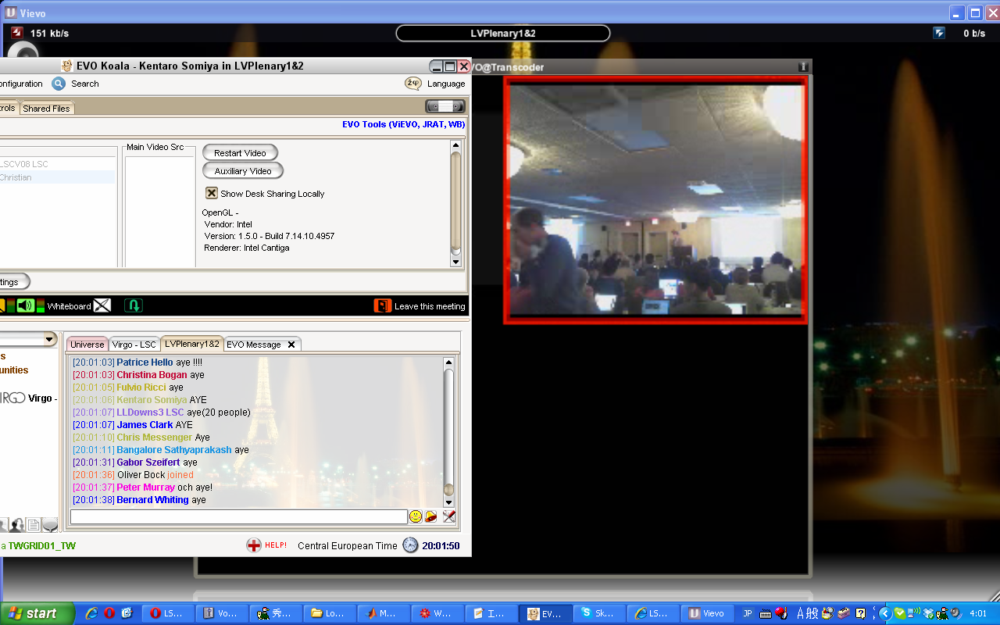 Vievo
151 kb/s
LVPlenary1&2
0 b/s
EVO Koala - Kentaro Somiya in LVPlenary1&2
VO@Transcoder
onfiguration
Search
Language
rols
Shared Files
EVO Tools (ViEVO, JRAT, WB)
Main Video Src
LSCV08 LSC
Christian
Restart Video
Auxiliary Video
Show Desk Sharing Locally
OpenGL -
Vendor: Intel
Version: 1.5.0 - Build 7.14.10.4957
Renderer: Intel Cantiga
tings
Whiteboard
Leave this meeting
Universe
Virgo - LSC
LVPlenary1&2
EVO Message
s
unities
IRGO Virgo -
[20:01:03] Patrice Hello aye !!!!
[20:01:03] Christina Bogan aye
[20:01:05] Fulvio Ricci aye
[20:01:06] Kentaro Somiya AYE
[20:01:07] LLDowns3 LSC aye(20 people)
[20:01:07] James Clark AYE
[20:01:10] Chris Messenger Aye
[20:01:11] Bangalore Sathyaprakash aye
[20:01:31] Gabor Szeifert aye
[20:01:36] Oliver Bock joined
[20:01:37] Peter Murray och aye!
[20:01:38] Bernard Whiting aye
a TWGRID01_TW
HELP!
Central European Time
20:01:50
start
LS...
Vo...
秀...
Lo...
M...
W...
工...
EV...
Sk...
LS...
Vievo
JP
A 般
4:01